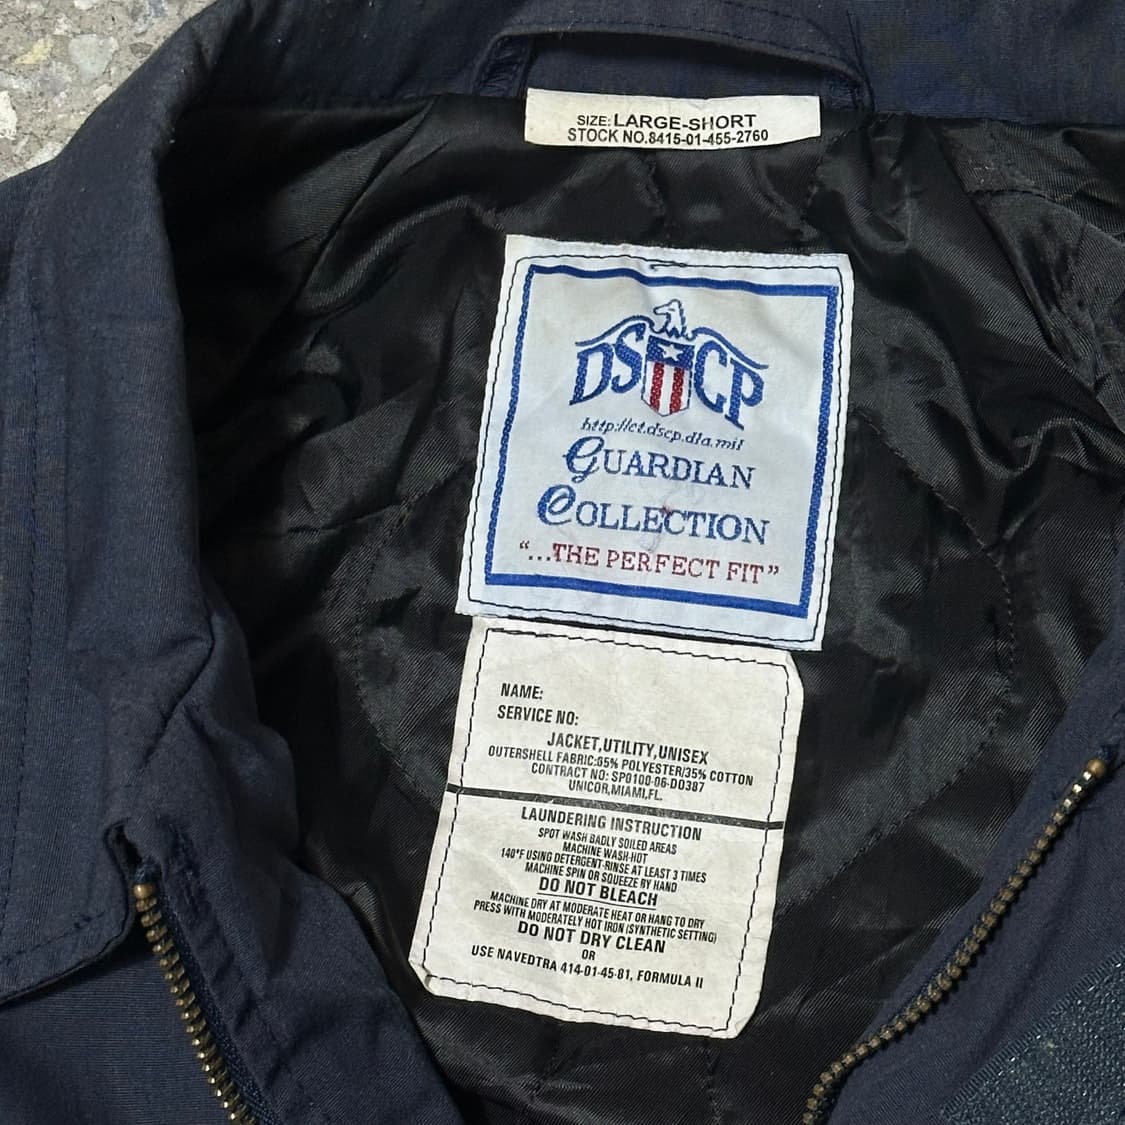 SIZE: LARGE-SHORT
STOCK NO.8415-01-455-2760
DSCP
http://ct.dscp.dla.mil
GUARDIAN
COLLECTION
“...THE PERFECT FIT”
NAME:
SERVICE NO:
JACKET,UTILITY,UNISEX
OUTERSHELL FABRIC:65% POLYESTER/35% COTTON
CONTRACT NO: SP0100-06-D0387
UNICOR,MIAMI,FL.
LAUNDERING INSTRUCTION
SPOT WASH BADLY SOILED AREAS
MACHINE WASH-HOT
140°F USING DETERGENT-RINSE AT LEAST 3 TIMES
MACHINE SPIN OR SQUEEZE BY HAND
DO NOT BLEACH
MACHINE DRY AT MODERATE HEAT OR HANG TO DRY
PRESS WITH MODERATELY HOT IRON (SYNTHETIC SETTING)
DO NOT DRY CLEAN
OR
USE NAVEDTRA 414-01-45-81, FORMULA II